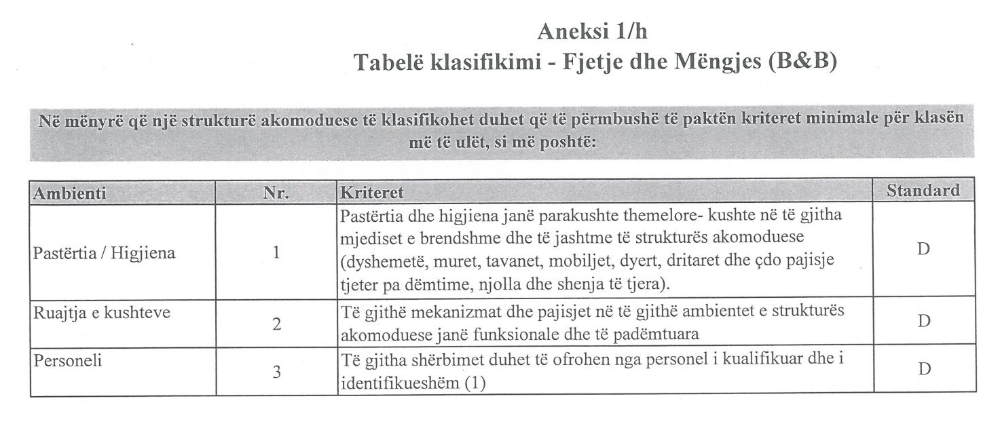 Aneksi 1/h
Tabelë klasifikimi - Fjetje dhe Mëngjes (B&B)
Në mënyrë që një strukturë akomoduese të klasifikohet duhet që të përmbushë të paktën kriteret minimale për klasën
më të ulët, si më poshtë:
Ambienti Nr. Kriteret Standard
Pastërtia / Higjiena 1 Pastërtia dhe higjiena janë parakushte themelore- kushte në të gjitha
mjediset e brendshme dhe të jashtme të strukturës akomoduese
(dyshemetë, muret, tavanet, mobiljet, dyert, dritaret dhe çdo pajisje
tjeter pa dëmtime, njolla dhe shenja të tjera). D
Ruajtja e kushteve 2 Të gjithë mekanizmat dhe pajisjet në të gjithë ambientet e strukturës
akomoduese janë funksionale dhe të padëmtuara D
Personeli 3 Të gjitha shërbimet duhet të ofrohen nga personel i kualifikuar dhe i
identifikueshëm (1) D